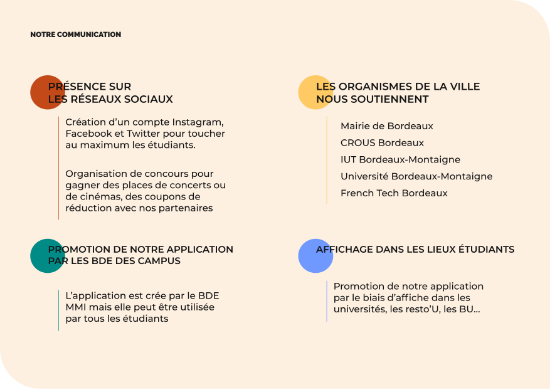 NOTRE COMMUNICATION
PRÉSENCE SUR
LES RÉSEAUX SOCIAUX
Création d'un compte Instagram,
Facebook et Twitter pour toucher
au maximum les étudiants.
Organisation de concours pour
gagner des places de concerts ou
de cinémas, des coupons de
réduction avec nos partenaires
LES ORGANISMES DE LA VILLE
NOUS SOUTIENNENT
Mairie de Bordeaux
CROUS Bordeaux
IUT Bordeaux-Montaigne
Université Bordeaux-Montaigne
French Tech Bordeaux
PROMOTION DE NOTRE APPLICATION
PAR LES BDE DES CAMPUS
L'application est crée par le BDE
MMI mais elle peut être utilisée
par tous les étudiants
AFFICHAGE DANS LES LIEUX ÉTUDIANTS
Promotion de notre application
par le biais d'affiche dans les
universités, les resto'U, les BU...